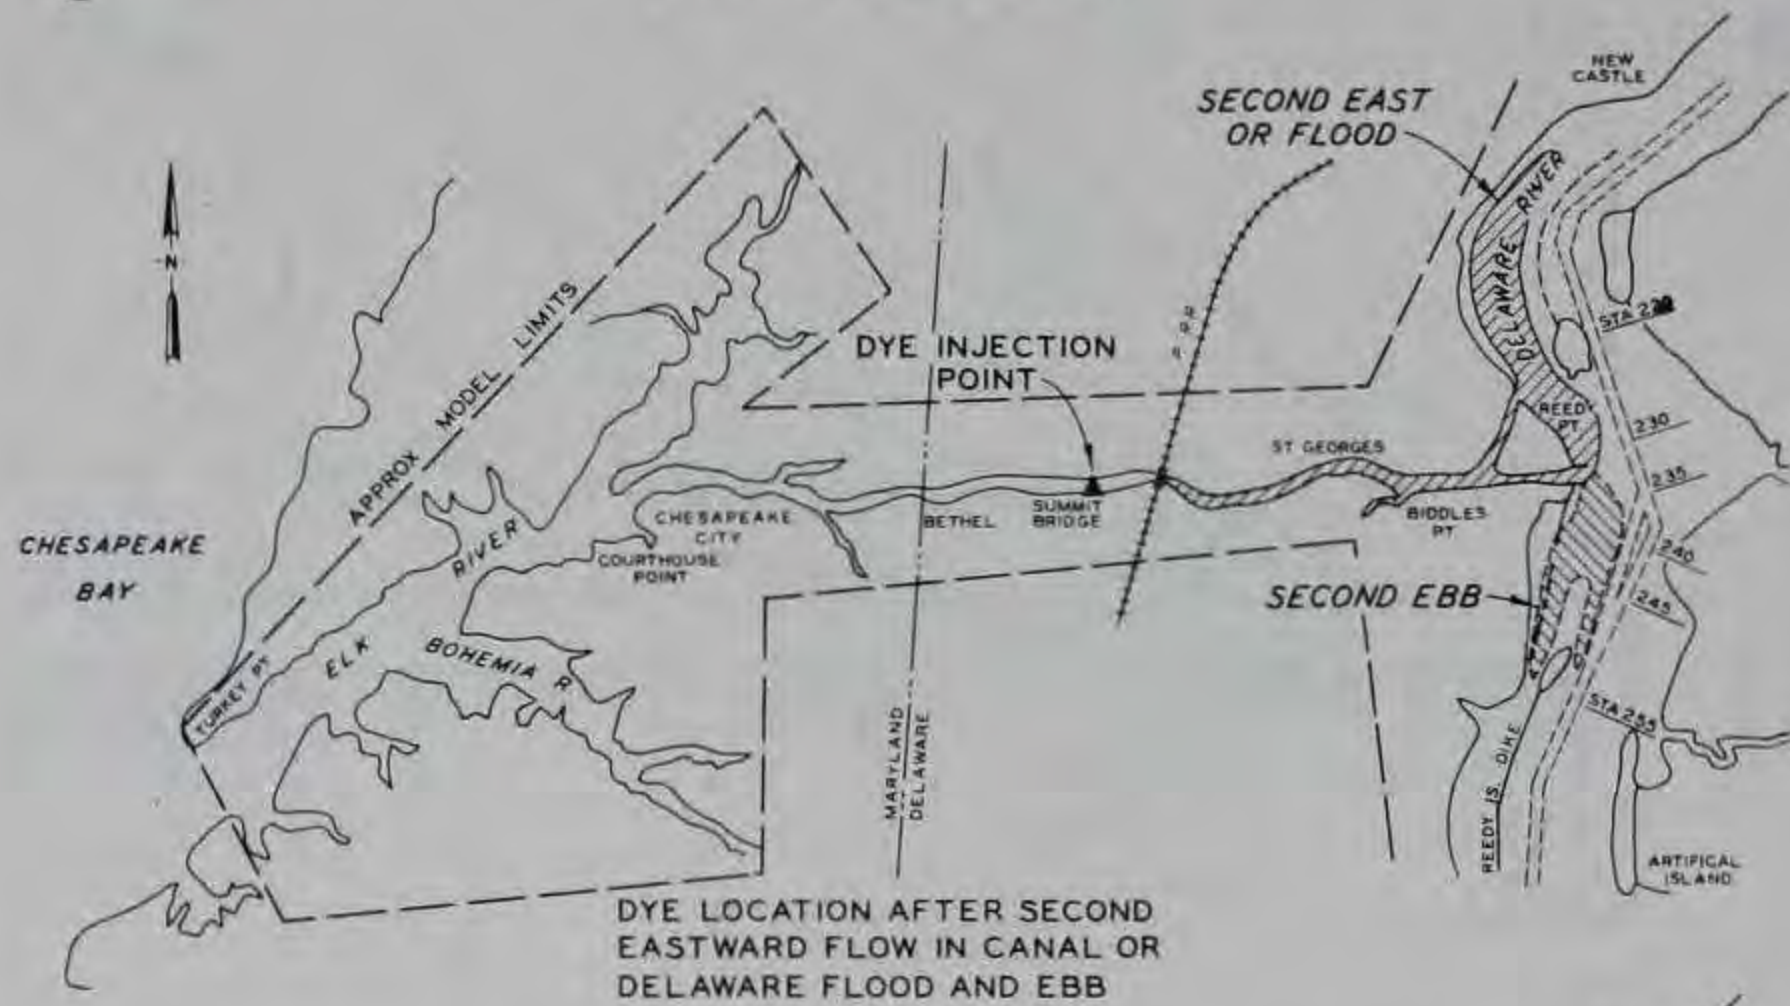 NEW
CASTLE
SECOND EAST
OR FLOOD
DELAWARE RIVER
N
APPROX MODEL LIMITS
R
R
STA
DYE INJECTION
POINT
REEDY
PT
230
ST GEORGES
235
CHESAPEAKE
CITY
BETHEL
SUMMIT
BRIDGE
BIDDLES
PT
CHESAPEAKE
BAY
RIVER
COURTHOUSE
POINT
240
SECOND EBB
245
ELK
BOHEMIA R
TURKEY PT
STA 255
MARYLAND
DELAWARE
REEDY IS. DIKE
ARTIFICAL
ISLAND
DYE LOCATION AFTER SECOND
EASTWARD FLOW IN CANAL OR
DELAWARE FLOOD AND EBB